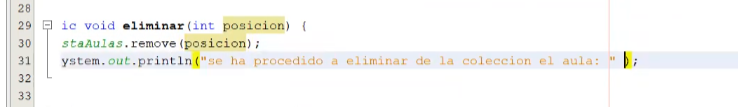 28
29 ic void eliminar(int posicion) {
30 staAulas.remove(posicion);
31 ystem.out.println("se ha procedido a eliminar de la coleccion el aula: " );
32
33